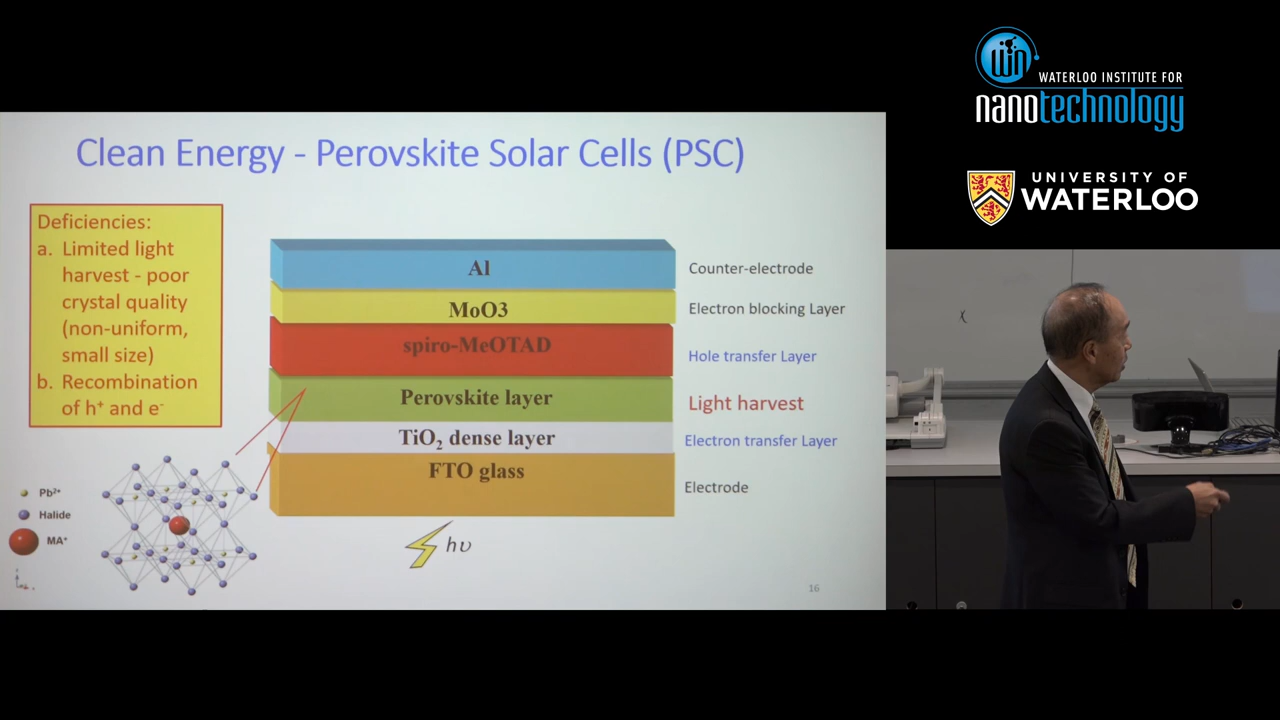 WATERLOO INSTITUTE FOR
nanotechnology
UNIVERSITY OF
WATERLOO
Clean Energy - Perovskite Solar Cells (PSC)
Deficiencies:
a. Limited light
harvest - poor
crystal quality
(non-uniform,
small size)
b. Recombination
of h⁺ and e⁻
Al
Counter-electrode
MoO3
Electron blocking Layer
spiro-MeOTAD
Hole transfer Layer
Perovskite layer
Light harvest
TiO₂ dense layer
Electron transfer Layer
FTO glass
Electrode
Pb²⁺
Halide
MA⁺
hυ
16